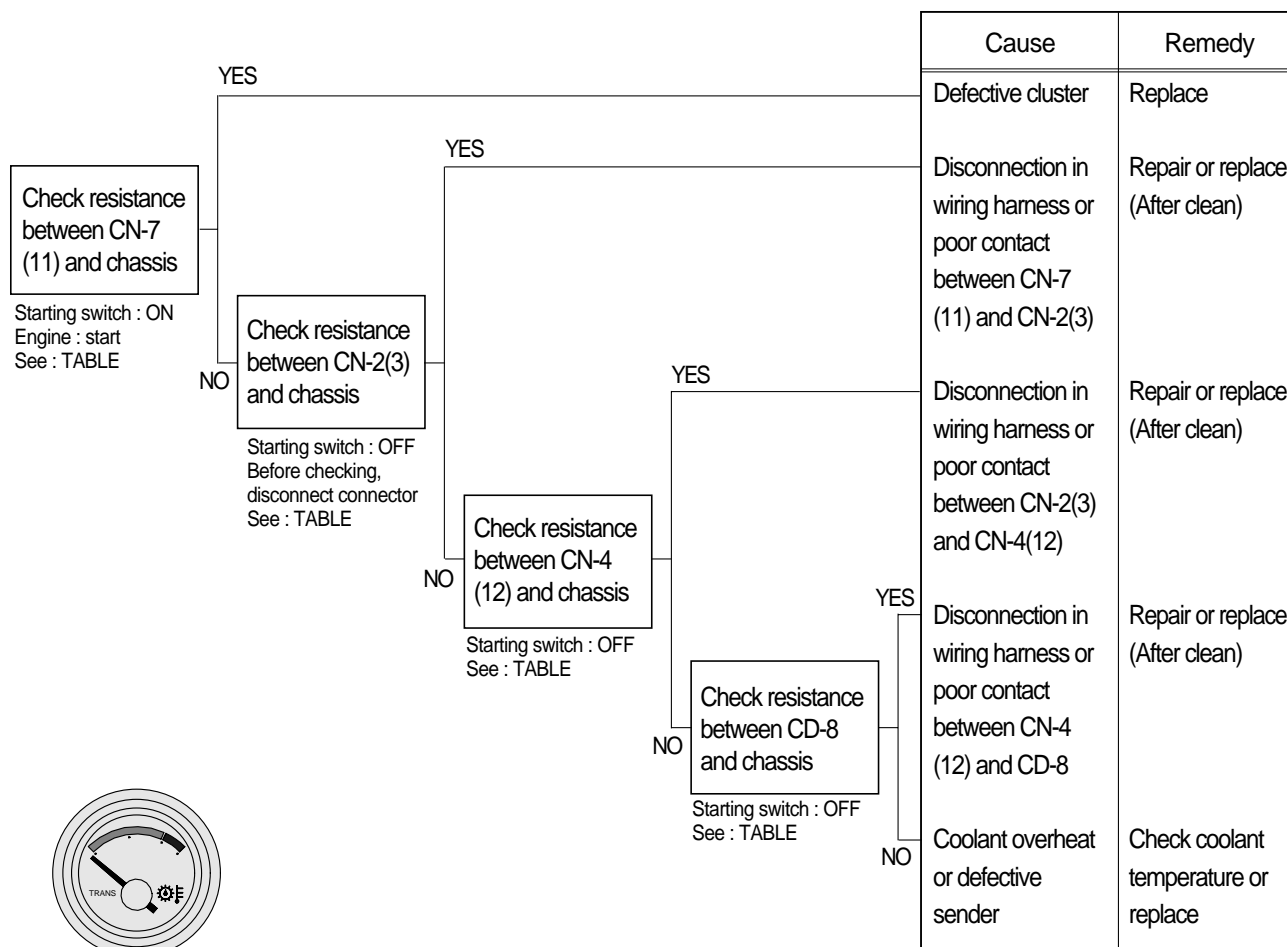 Cause
Remedy
YES
Defective cluster
Replace
YES
Check resistance
between CN-7
(11) and chassis
Starting switch : ON
Engine : start
See : TABLE
Disconnection in
wiring harness or
poor contact
between CN-7
(11) and CN-2(3)
Repair or replace
(After clean)
NO
Check resistance
between CN-2(3)
and chassis
Starting switch : OFF
Before checking,
disconnect connector
See : TABLE
YES
Disconnection in
wiring harness or
poor contact
between CN-2(3)
and CN-4(12)
Repair or replace
(After clean)
NO
Check resistance
between CN-4
(12) and chassis
Starting switch : OFF
See : TABLE
YES
Disconnection in
wiring harness or
poor contact
between CN-4
(12) and CD-8
Repair or replace
(After clean)
NO
Check resistance
between CD-8
and chassis
Starting switch : OFF
See : TABLE
NO
Coolant overheat
or defective
sender
Check coolant
temperature or
replace
TRANS